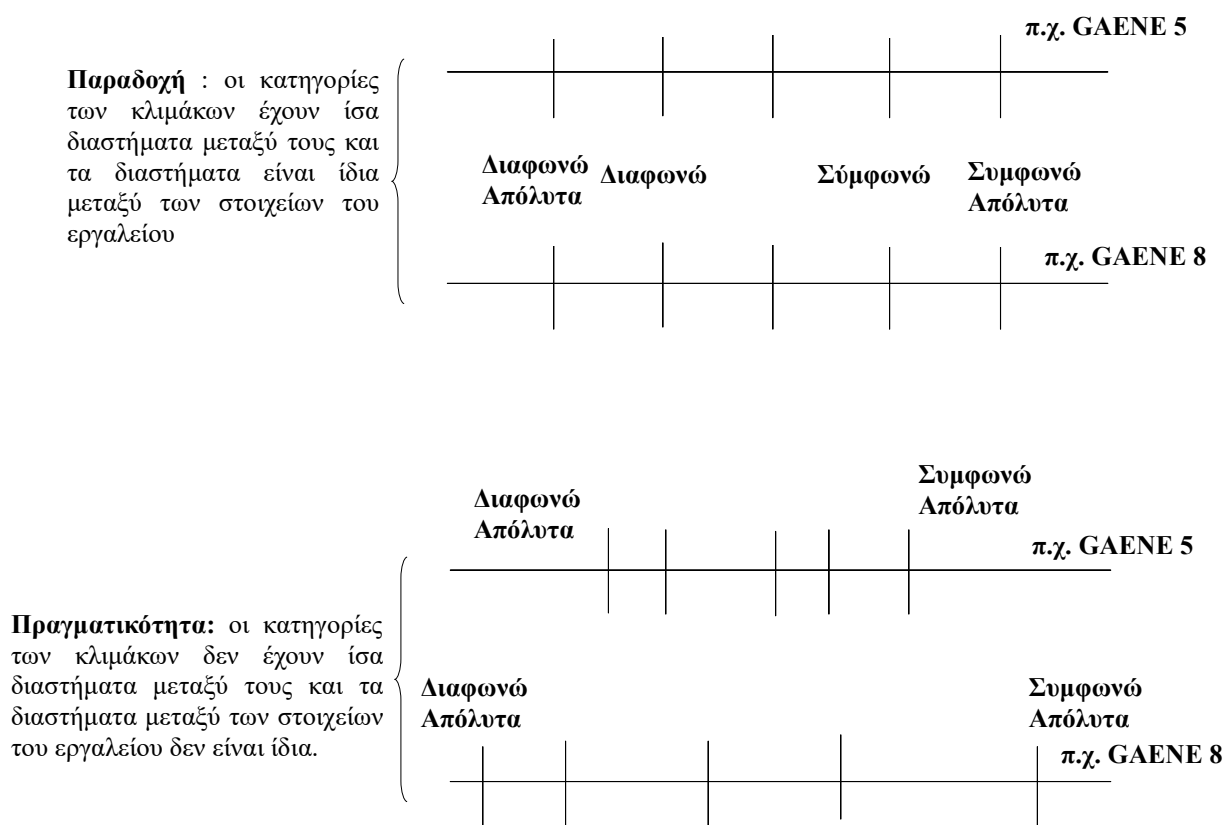 π.χ. GAENE 5
Παραδοχή : οι κατηγορίες
των κλιμάκων έχουν ίσα
διαστήματα μεταξύ τους και
τα διαστήματα είναι ίδια
μεταξύ των στοιχείων του
εργαλείου
Διαφωνώ
Απόλυτα
Διαφωνώ
Σύμφωνώ
Συμφωνώ
Απόλυτα
π.χ. GAENE 8
Διαφωνώ
Απόλυτα
Συμφωνώ
Απόλυτα
π.χ. GAENE 5
Πραγματικότητα: οι κατηγορίες
των κλιμάκων δεν έχουν ίσα
διαστήματα μεταξύ τους και τα
διαστήματα μεταξύ των στοιχείων
του εργαλείου δεν είναι ίδια.
Διαφωνώ
Απόλυτα
Συμφωνώ
Απόλυτα
π.χ. GAENE 8